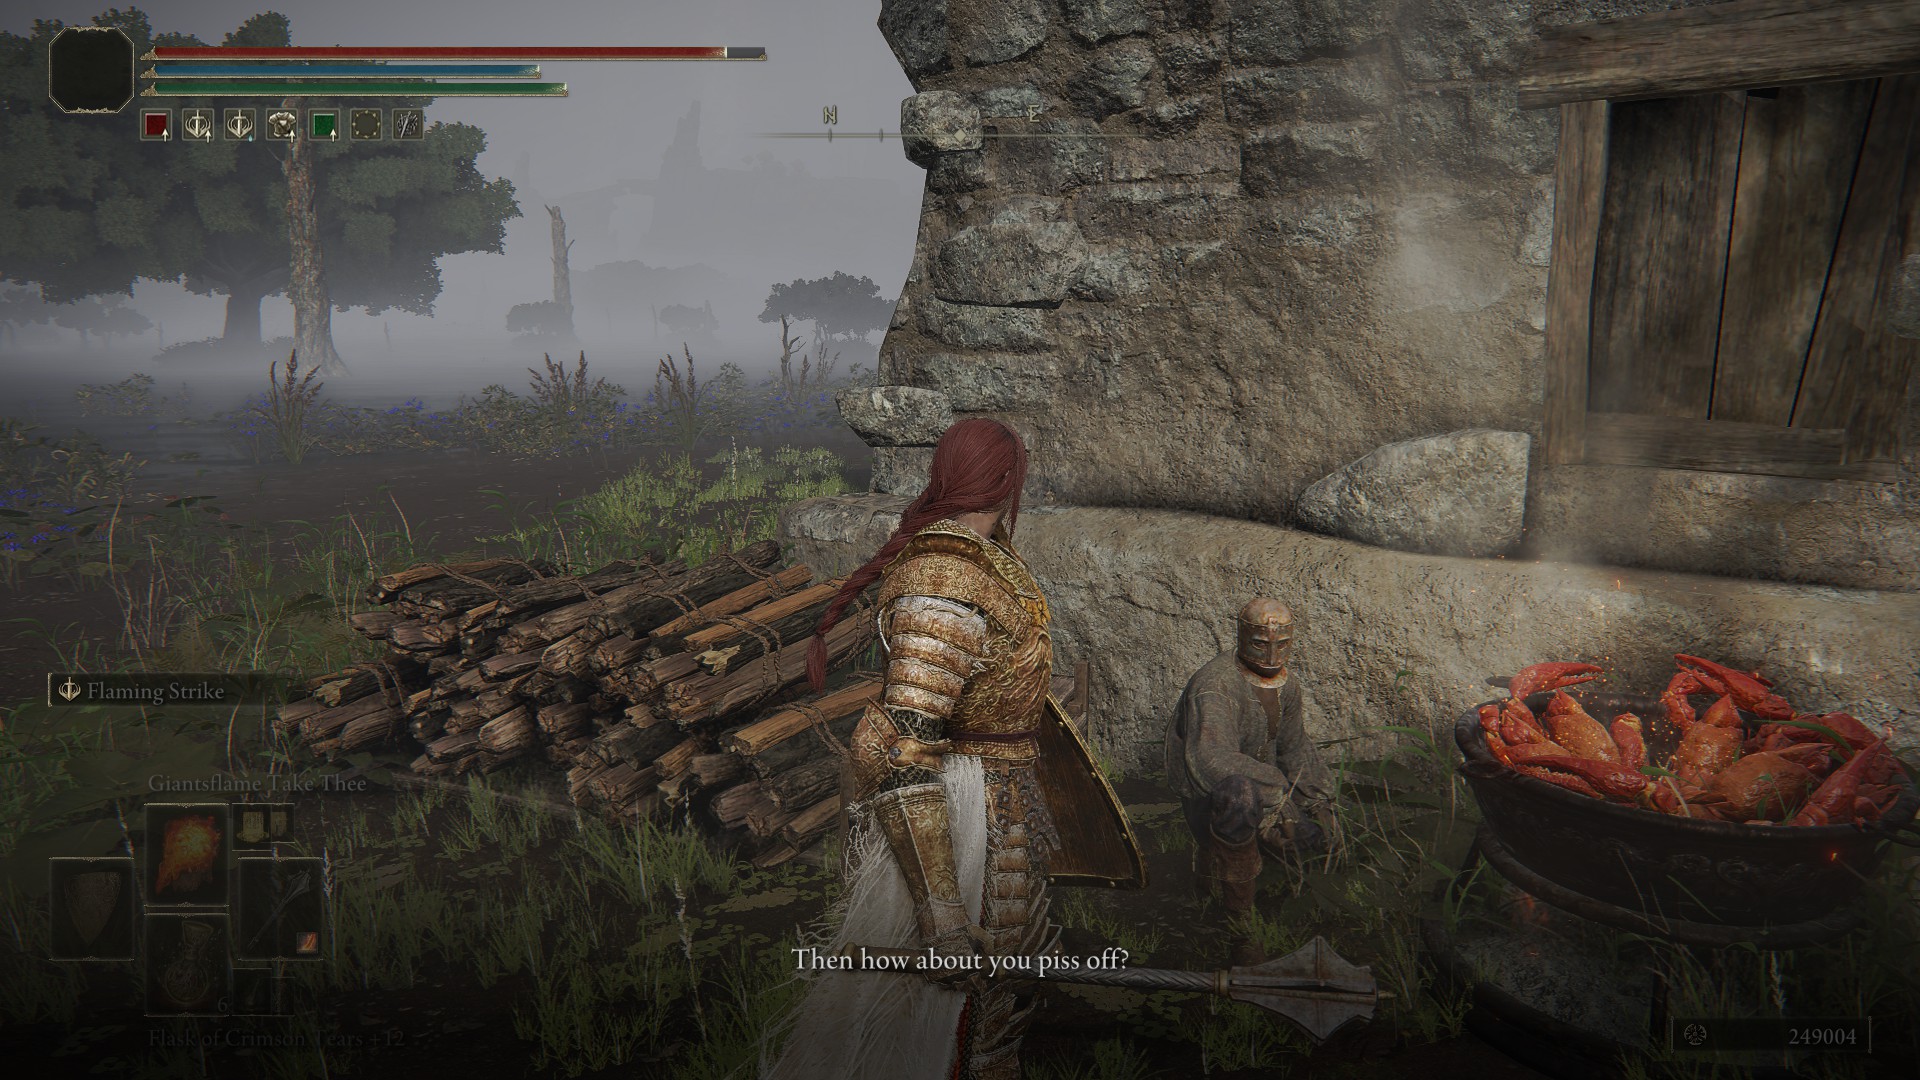 N
E
Flaming Strike
Giantsflame Take Thee
6
Flask of Crimson Tears +12
Then how about you piss off?
249004